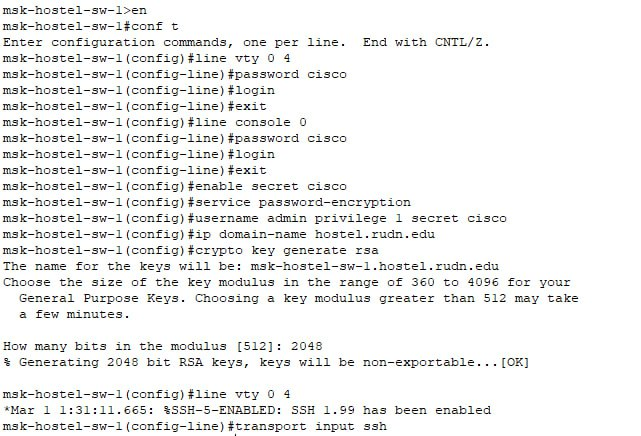 msk-hostel-sw-1>en
msk-hostel-sw-1#conf t
Enter configuration commands, one per line.  End with CNTL/Z.
msk-hostel-sw-1(config)#line vty 0 4
msk-hostel-sw-1(config-line)#password cisco
msk-hostel-sw-1(config-line)#login
msk-hostel-sw-1(config-line)#exit
msk-hostel-sw-1(config)#line console 0
msk-hostel-sw-1(config-line)#password cisco
msk-hostel-sw-1(config-line)#login
msk-hostel-sw-1(config-line)#exit
msk-hostel-sw-1(config)#enable secret cisco
msk-hostel-sw-1(config)#service password-encryption
msk-hostel-sw-1(config)#username admin privilege 1 secret cisco
msk-hostel-sw-1(config)#ip domain-name hostel.rudn.edu
msk-hostel-sw-1(config)#crypto key generate rsa
The name for the keys will be: msk-hostel-sw-1.hostel.rudn.edu
Choose the size of the key modulus in the range of 360 to 4096 for your
  General Purpose Keys. Choosing a key modulus greater than 512 may take
  a few minutes.

How many bits in the modulus [512]: 2048
% Generating 2048 bit RSA keys, keys will be non-exportable...[OK]

msk-hostel-sw-1(config)#line vty 0 4
*Mar 1 1:31:11.665: %SSH-5-ENABLED: SSH 1.99 has been enabled
msk-hostel-sw-1(config-line)#transport input ssh